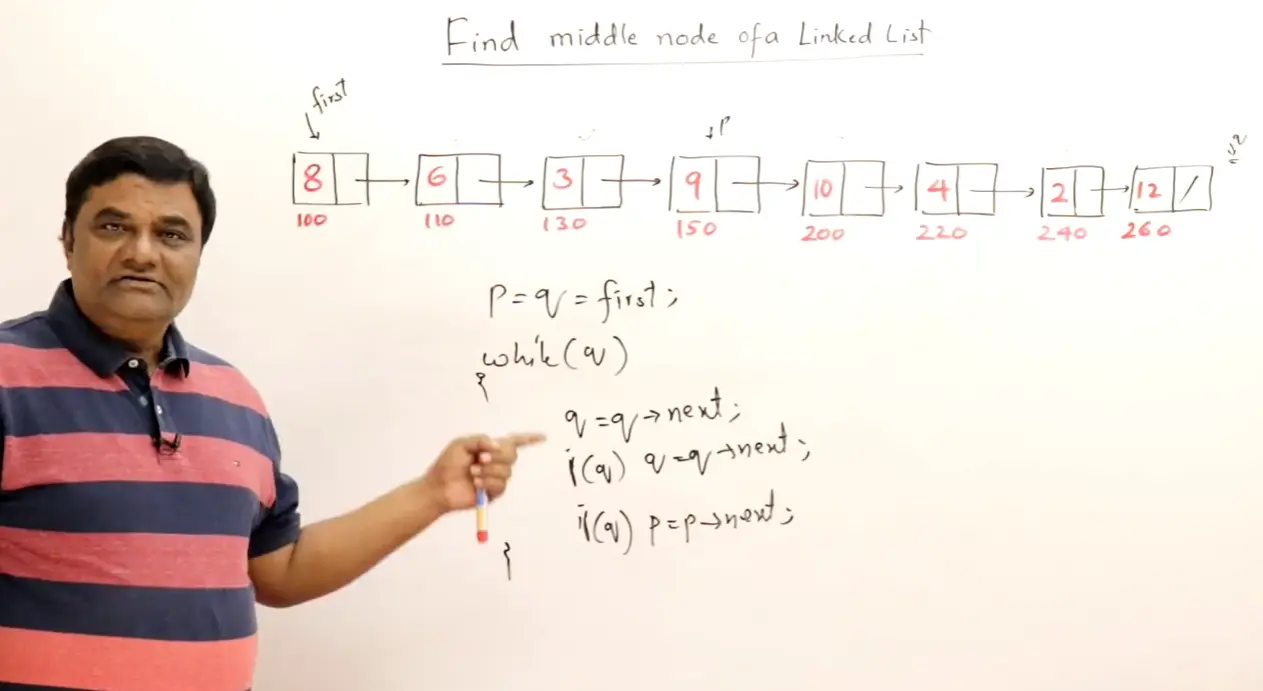 Find middle node of a Linked List
first
P
q
8 6 3 9 10 4 2 12 /
100 110 130 150 200 220 240 260
P = q = first ;
while ( q )
{
q = q → next ;
if ( q ) q = q → next ;
if ( q ) p = p → next ;
}